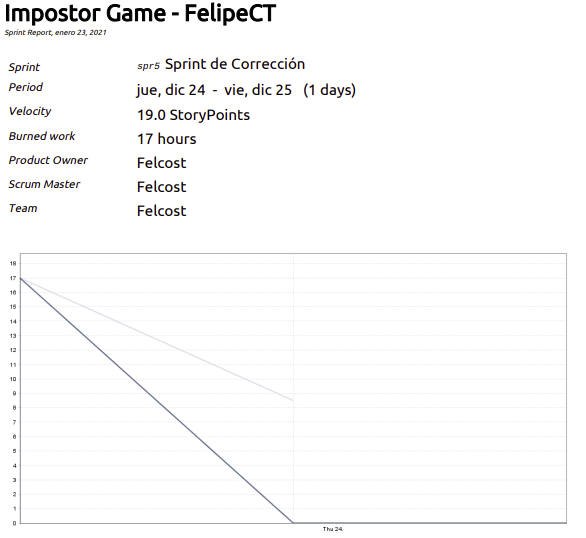 Impostor Game - FelipeCT
Sprint Report, enero 23, 2021
Sprint spr5 Sprint de Corrección
Period jue, dic 24 - vie, dic 25 (1 days)
Velocity 19.0 StoryPoints
Burned work 17 hours
Product Owner Felcost
Scrum Master Felcost
Team Felcost
18
17
16
15
14
13
12
11
10
9
8
7
6
5
4
3
2
1
0
Thu 24.